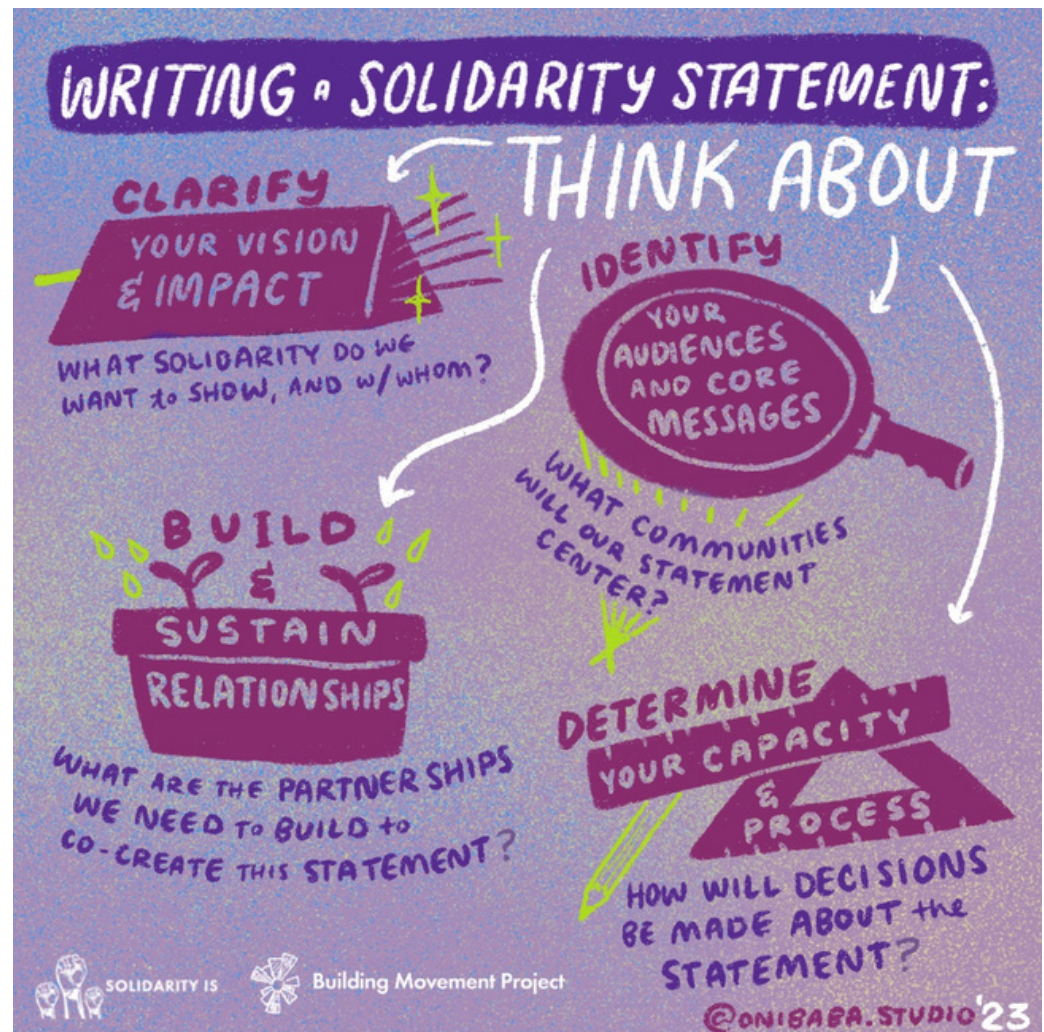 WRITING a SOLIDARITY STATEMENT:
THINK ABOUT
CLARIFY
YOUR VISION
& IMPACT
WHAT SOLIDARITY DO WE
WANT to SHOW, AND W/WHOM?
IDENTIFY
YOUR
AUDIENCES
AND CORE
MESSAGES
WHAT COMMUNITIES
WILL OUR STATEMENT
CENTER?
BUILD
&
SUSTAIN
RELATIONSHIPS
WHAT ARE THE PARTNERSHIPS
WE NEED TO BUILD to
CO-CREATE THIS STATEMENT?
DETERMINE
YOUR CAPACITY
&
PROCESS
HOW WILL DECISIONS
BE MADE ABOUT the
STATEMENT?
SOLIDARITY IS
Building Movement Project
@ONIBABA.STUDIO '23